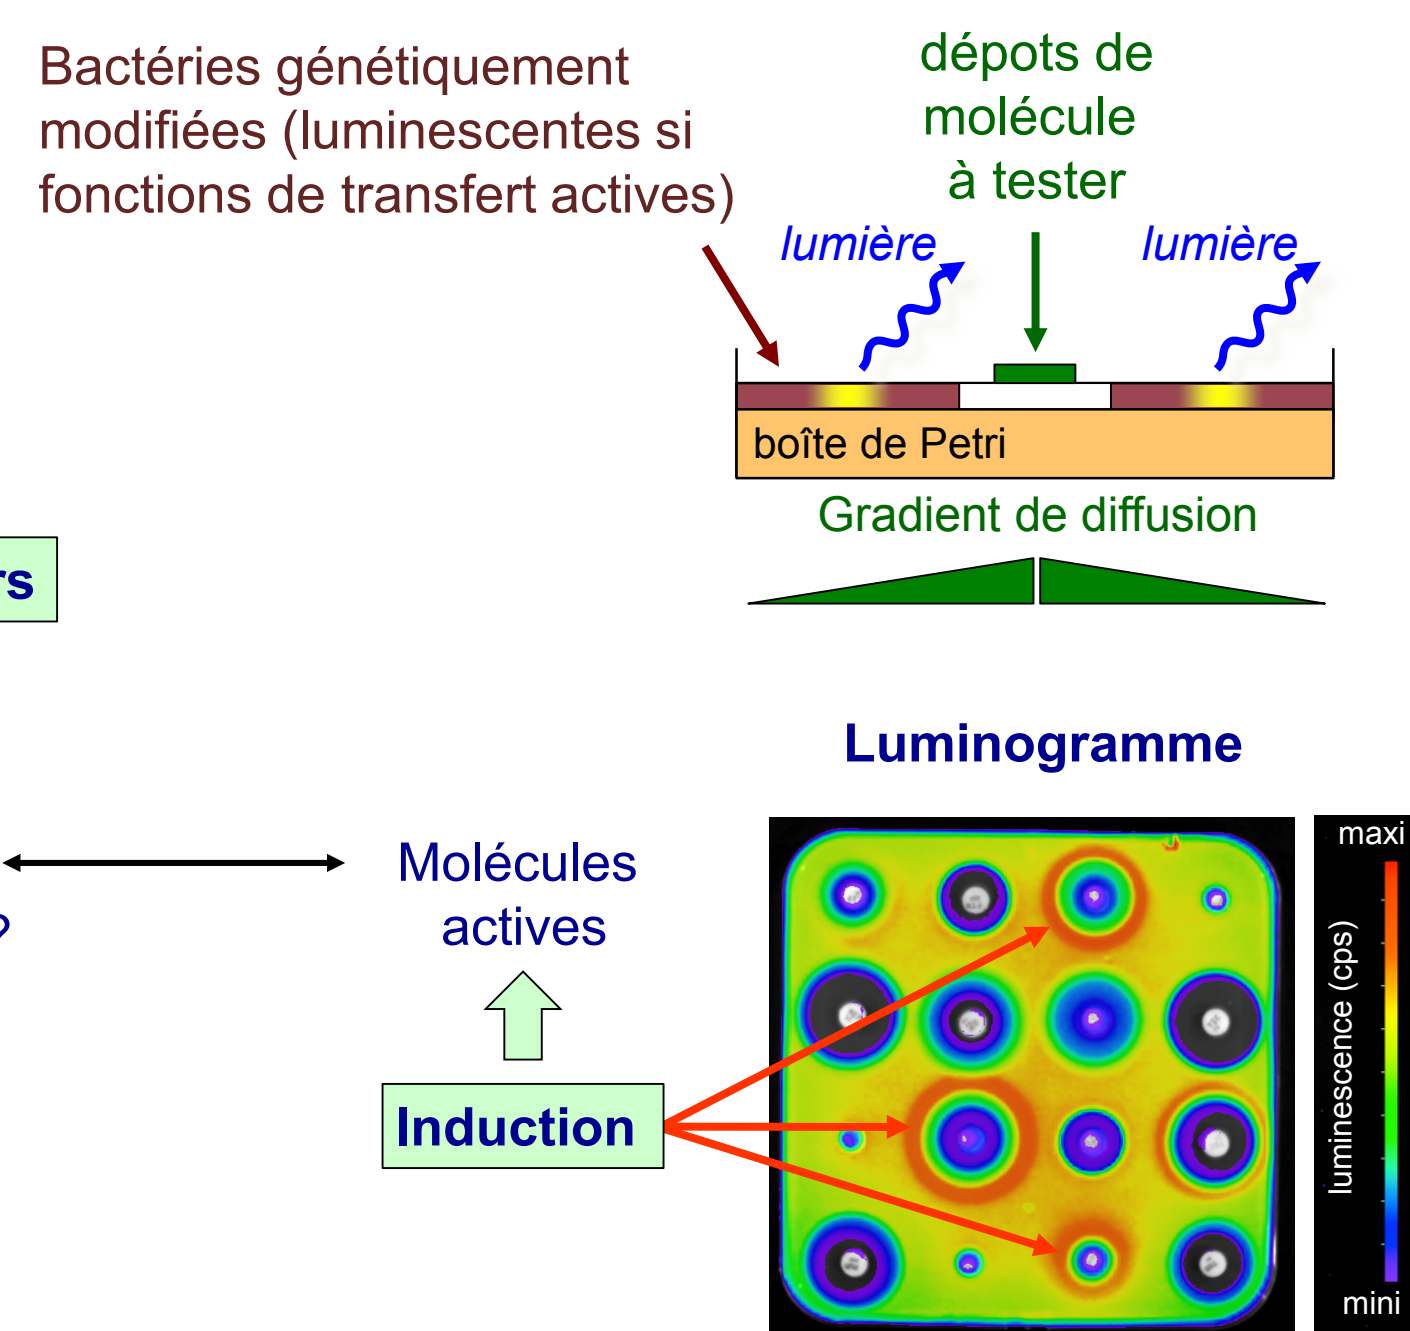 Bactéries génétiquement
modifiées (luminescentes si
fonctions de transfert actives)
dépots de
molécule
à tester
lumière
lumière
boîte de Petri
Gradient de diffusion
rs
Luminogramme
Molécules
actives
?
Induction
maxi
luminescence (cps)
mini